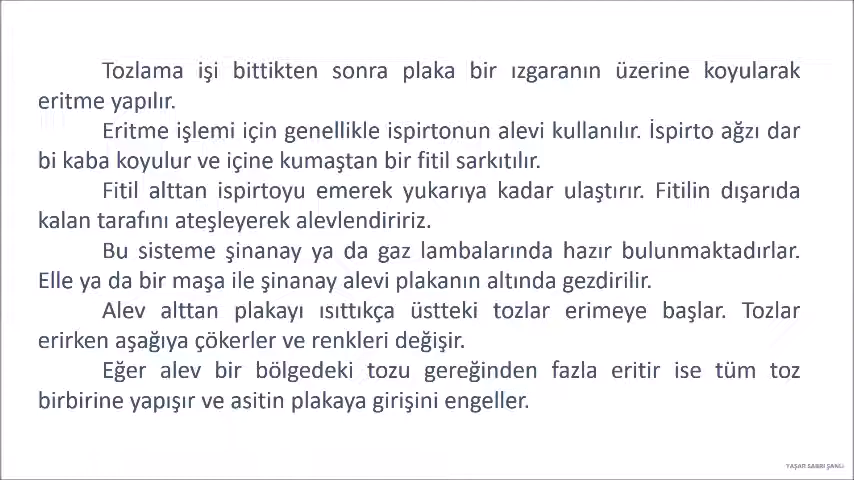 Tozlama işi bittikten sonra plaka bir ızgaranın üzerine koyularak
eritme yapılır.
Eritme işlemi için genellikle ispirtonun alevi kullanılır. İspirto ağzı dar
bi kaba koyulur ve içine kumaştan bir fitil sarkıtılır.
Fitil alttan ispirtoyu emerek yukarıya kadar ulaştırır. Fitilin dışarıda
kalan tarafını ateşleyerek alevlendiririz.
Bu sisteme şinanay ya da gaz lambalarında hazır bulunmaktadırlar.
Elle ya da bir maşa ile şinanay alevi plakanın altında gezdirilir.
Alev alttan plakayı ısıttıkça üstteki tozlar erimeye başlar. Tozlar
erirken aşağıya çökerler ve renkleri değişir.
Eğer alev bir bölgedeki tozu gereğinden fazla eritir ise tüm toz
birbirine yapışır ve asitin plakaya girişini engeller.
YAŞAR SABRİ ŞANLI